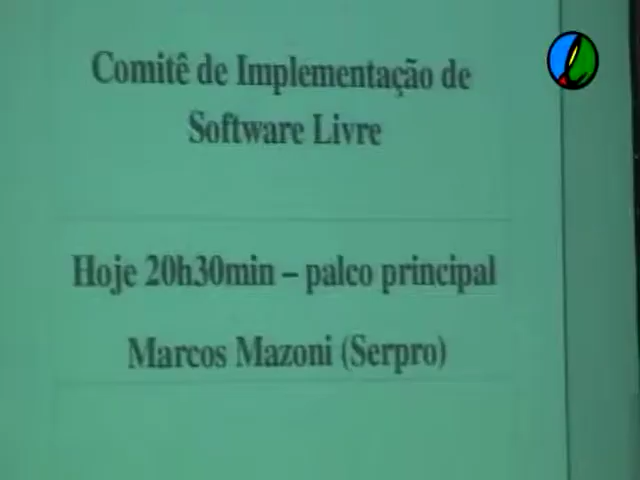 Comitê de Implementação de
Software Livre
Hoje 20h30min – palco principal
Marcos Mazoni (Serpro)